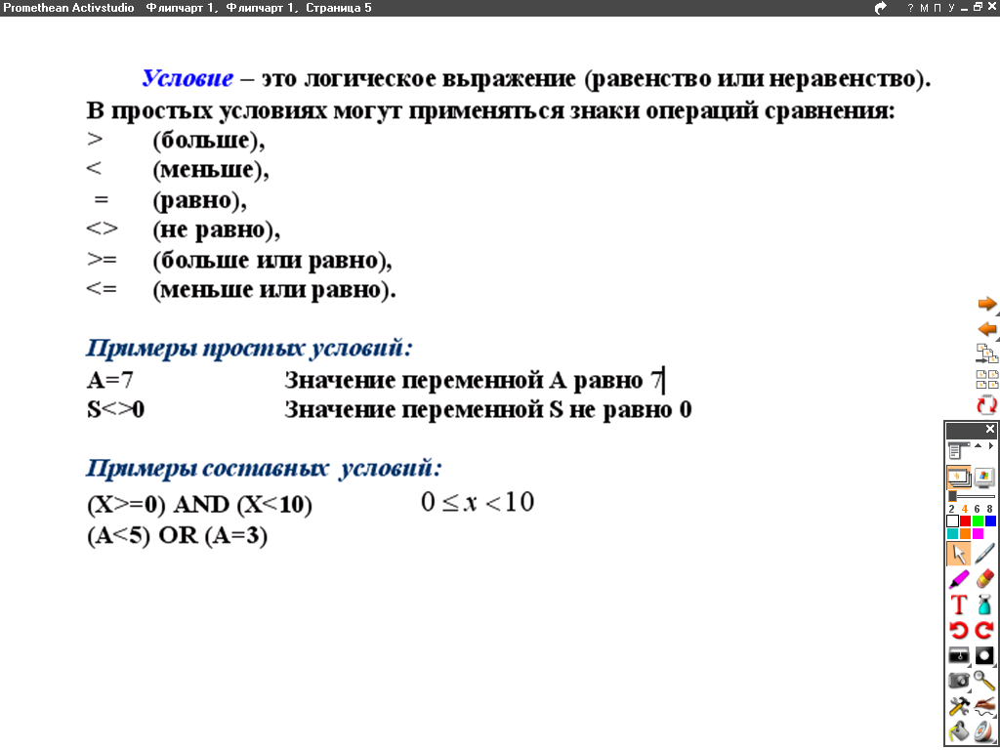 Promethean Activstudio Флипчарт 1, Флипчарт 1, Страница 5
? М П У
Условие – это логическое выражение (равенство или неравенство).
В простых условиях могут применяться знаки операций сравнения:
> (больше),
< (меньше),
= (равно),
<> (не равно),
>= (больше или равно),
<= (меньше или равно).
Примеры простых условий:
A=7 Значение переменной A равно 7
S<>0 Значение переменной S не равно 0
Примеры составных условий:
(X>=0) AND (X<10) 0 ≤ x < 10
(A<5) OR (A=3)
2 4 6 8
T